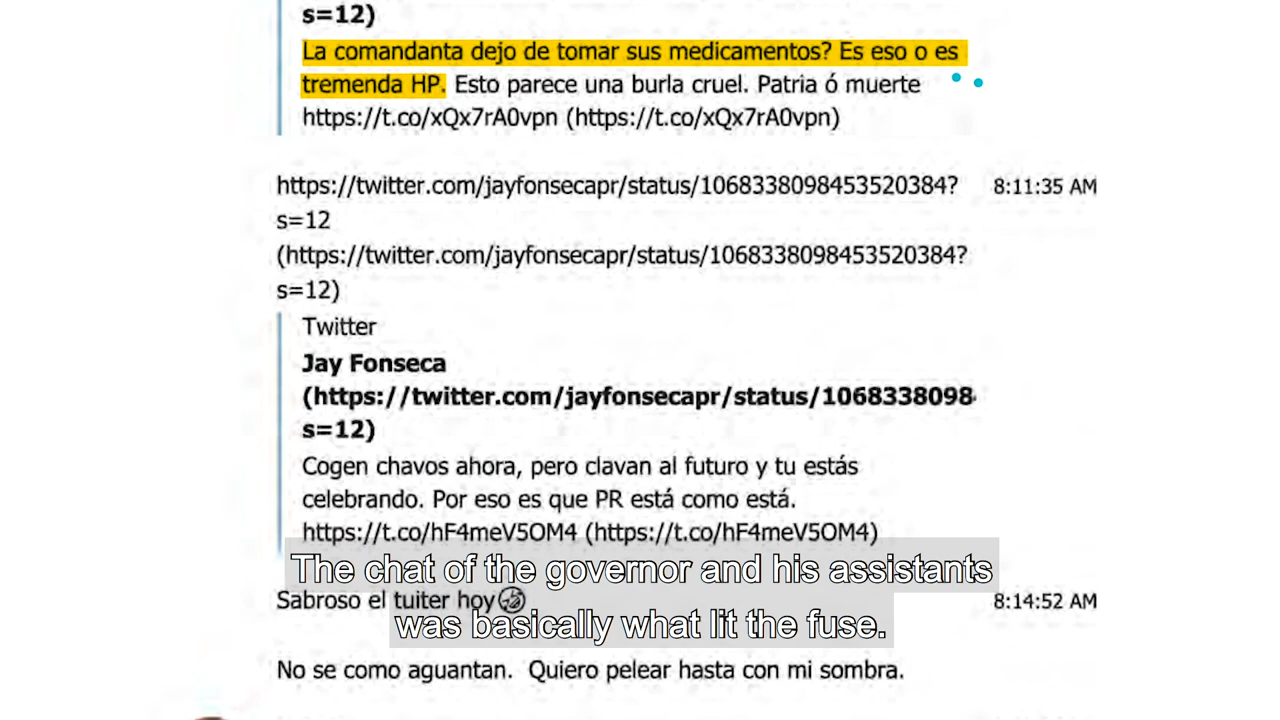 s=12)
La comandanta dejo de tomar sus medicamentos? Es eso o es
tremenda HP. Esto parece una burla cruel. Patria ó muerte
https://t.co/xQx7rA0vpn (https://t.co/xQx7rA0vpn)
https://twitter.com/jayfonsecapr/status/1068338098453520384? 8:11:35 AM
s=12
(https://twitter.com/jayfonsecapr/status/1068338098453520384?
s=12)
Twitter
Jay Fonseca
(https://twitter.com/jayfonsecapr/status/1068338098
s=12)
Cogen chavos ahora, pero clavan al futuro y tu estás
celebrando. Por eso es que PR está como está.
https://t.co/hF4meV5OM4 (https://t.co/hF4meV5OM4)
The chat of the governor and his assistants
Sabroso el tuiter hoy 8:14:52 AM
was basically what lit the fuse.
No se como aguantan. Quiero pelear hasta con mi sombra.